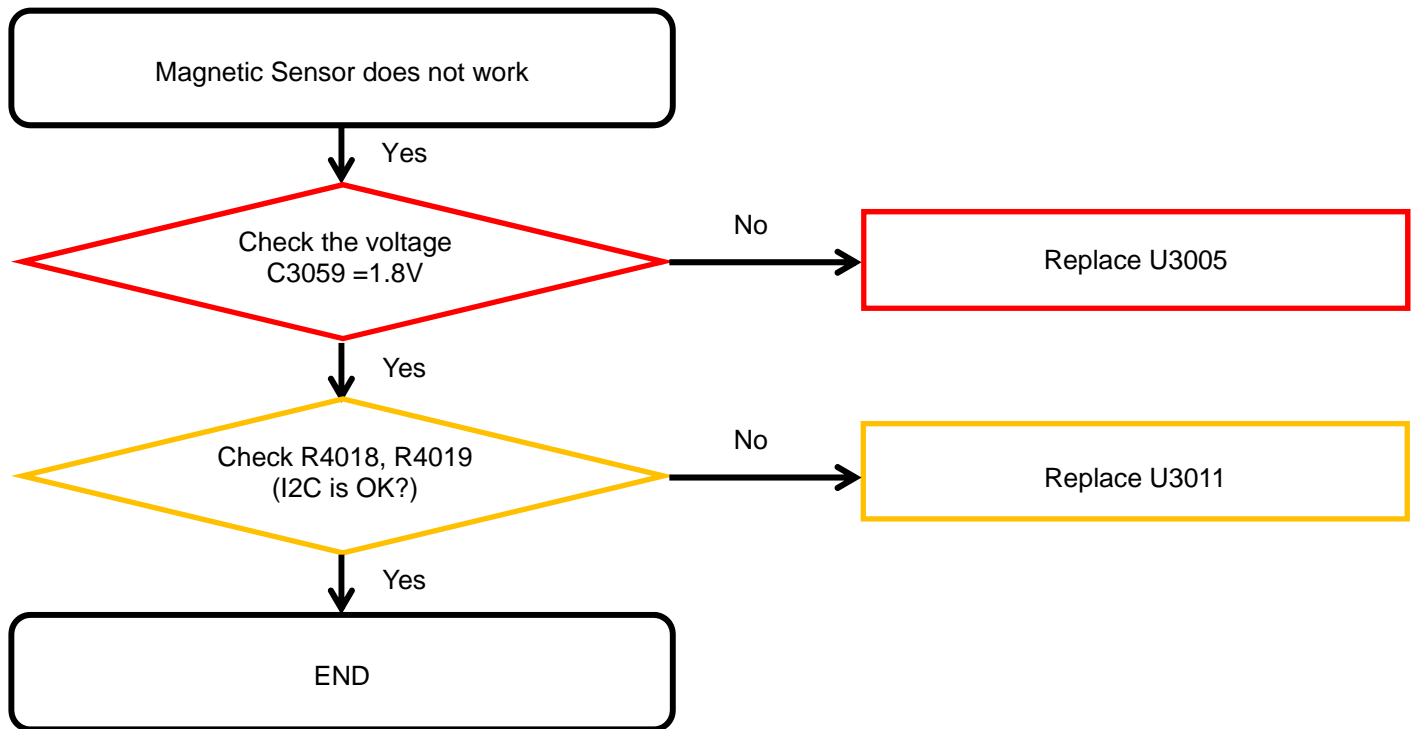 Magnetic Sensor does not work
Yes
Check the voltage
C3059 =1.8V
No
Replace U3005
Yes
Check R4018, R4019
(I2C is OK?)
No
Replace U3011
Yes
END